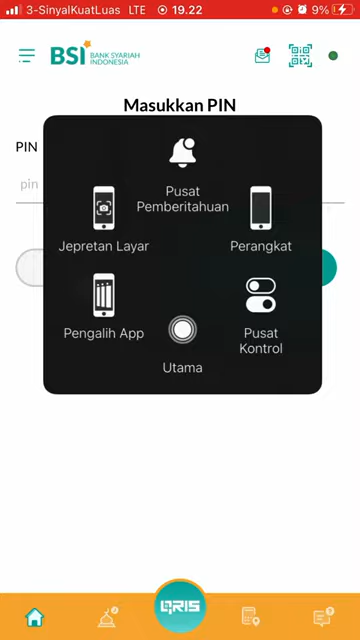 3-SinyalKuatLuas LTE 19.22 9%
BSI BANK SYARIAH
INDONESIA
Masukkan PIN
PIN
pin
Pusat
Pemberitahuan
Jepretan Layar
Perangkat
Pengalih App
Pusat
Kontrol
Utama
QRIS